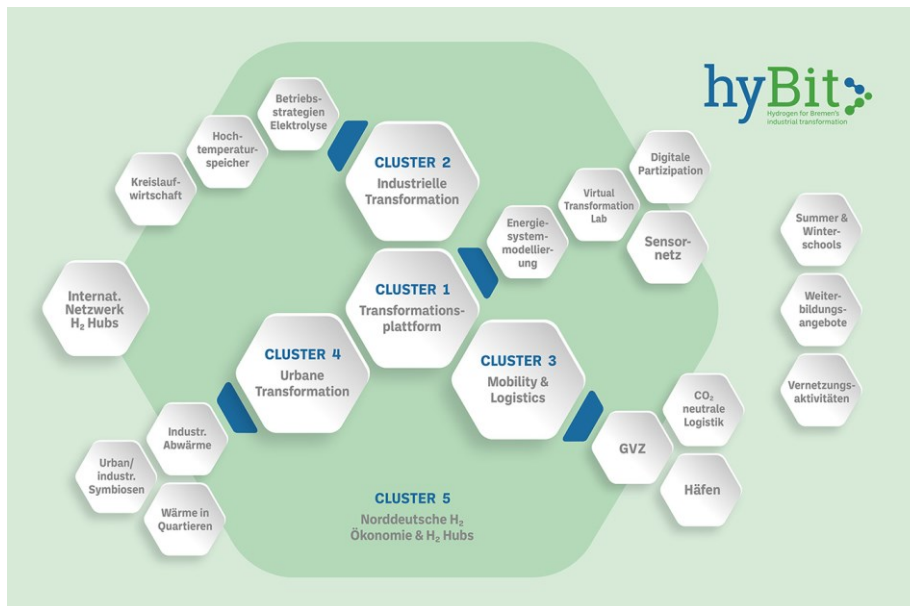 hyBit
Hydrogen for Bremen's
industrial transformation
Betriebs-
strategien
Elektrolyse
Hoch-
temperatur-
speicher
Kreislauf-
wirtschaft
CLUSTER 2
Industrielle
Transformation
Digitale
Partizipation
Virtual
Transformation
Lab
Energie-
system-
modellier-
ung
Sensor-
netz
Summer &
Winter-
schools
Weiter-
bildungs-
angebote
Vernetzungs-
aktivitäten
Internat.
Netzwerk
H₂ Hubs
CLUSTER 1
Transformations-
plattform
CLUSTER 4
Urbane
Transformation
CLUSTER 3
Mobility &
Logistics
CO₂
neutrale
Logistik
GVZ
Häfen
Industr.
Abwärme
Urban/
industr.
Symbiosen
Wärme in
Quartieren
CLUSTER 5
Norddeutsche H₂
Ökonomie & H₂ Hubs